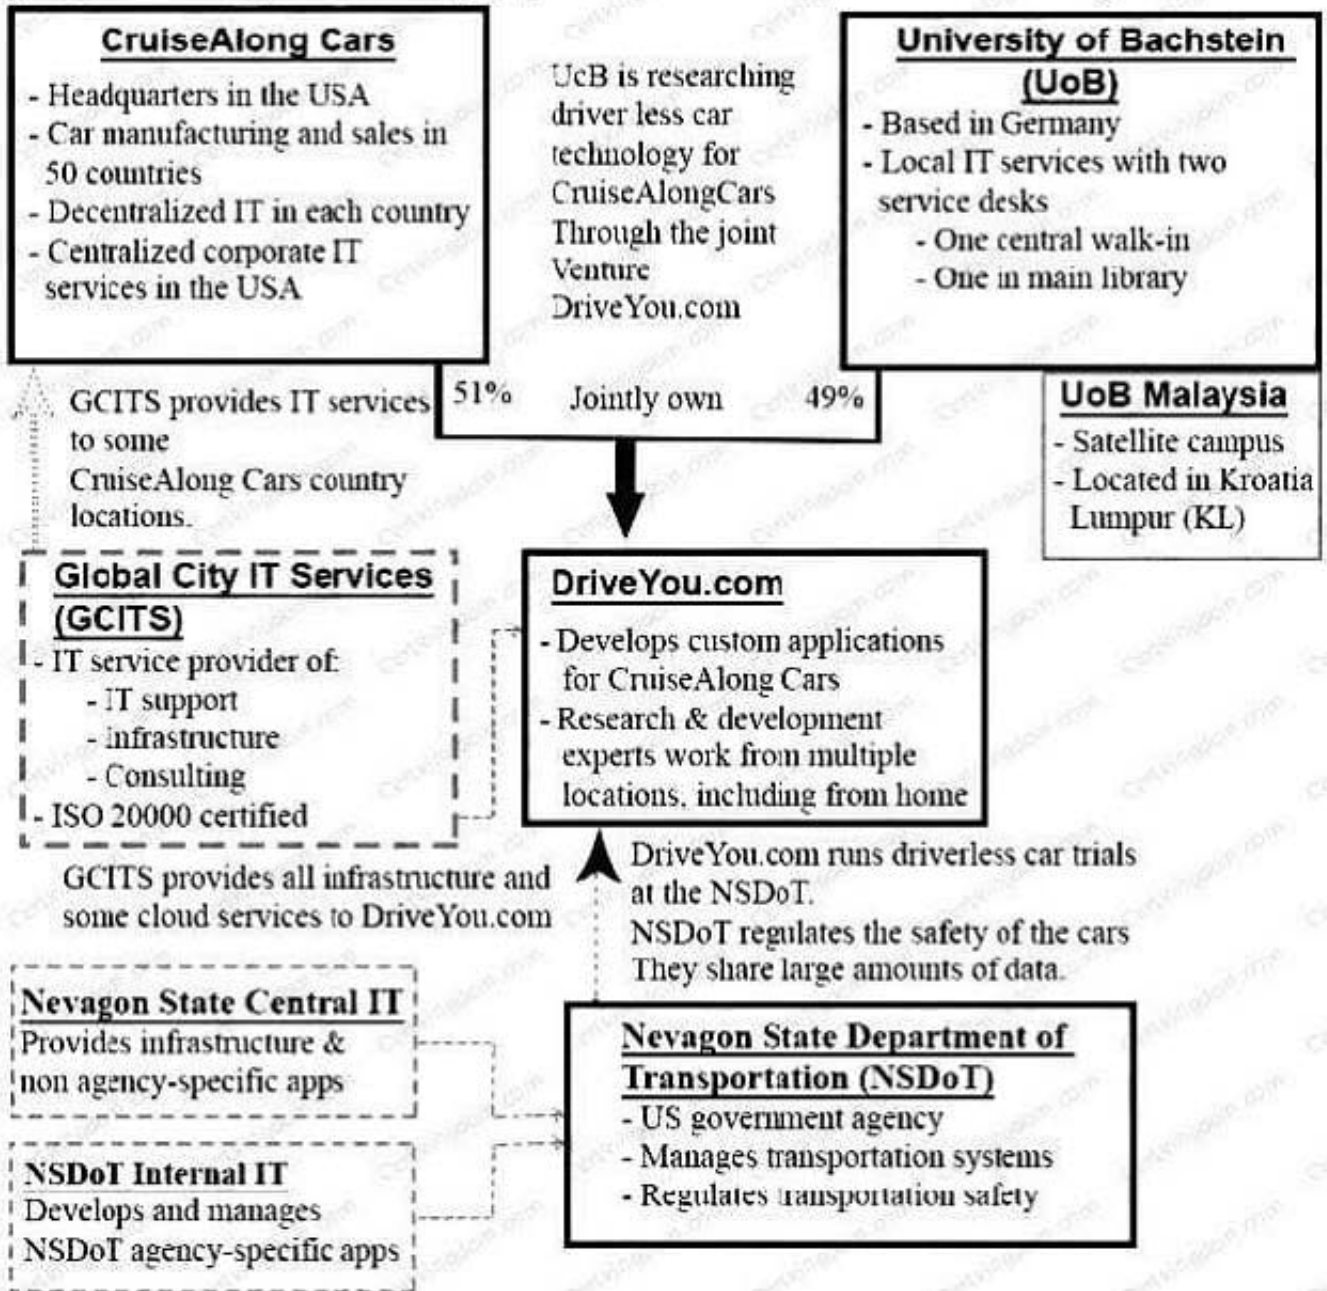 CruiseAlong Cars
- Headquarters in the USA
- Car manufacturing and sales in
50 countries
- Decentralized IT in each country
- Centralized corporate IT
services in the USA
UcB is researching
driver less car
technology for
CruiseAlongCars
Through the joint
Venture
DriveYou.com
University of Bachstein
(UoB)
- Based in Germany
- Local IT services with two
service desks
- One central walk-in
- One in main library
51% Jointly own 49%
UoB Malaysia
- Satellite campus
- Located in Kroatia
Lumpur (KL)
GCITS provides IT services
to some
CruiseAlong Cars country
locations.
Global City IT Services
(GCITS)
- IT service provider of:
- IT support
- Infrastructure
- Consulting
- ISO 20000 certified
DriveYou.com
- Develops custom applications
for CruiseAlong Cars
- Research & development
experts work from multiple
locations, including from home
GCITS provides all infrastructure and
some cloud services to DriveYou.com
DriveYou.com runs driverless car trials
at the NSDoT.
NSDoT regulates the safety of the cars
They share large amounts of data.
Nevagon State Central IT
Provides infrastructure &
non agency-specific apps
NSDoT Internal IT
Develops and manages
NSDoT agency-specific apps
Nevagon State Department of
Transportation (NSDoT)
- US government agency
- Manages transportation systems
- Regulates transportation safety